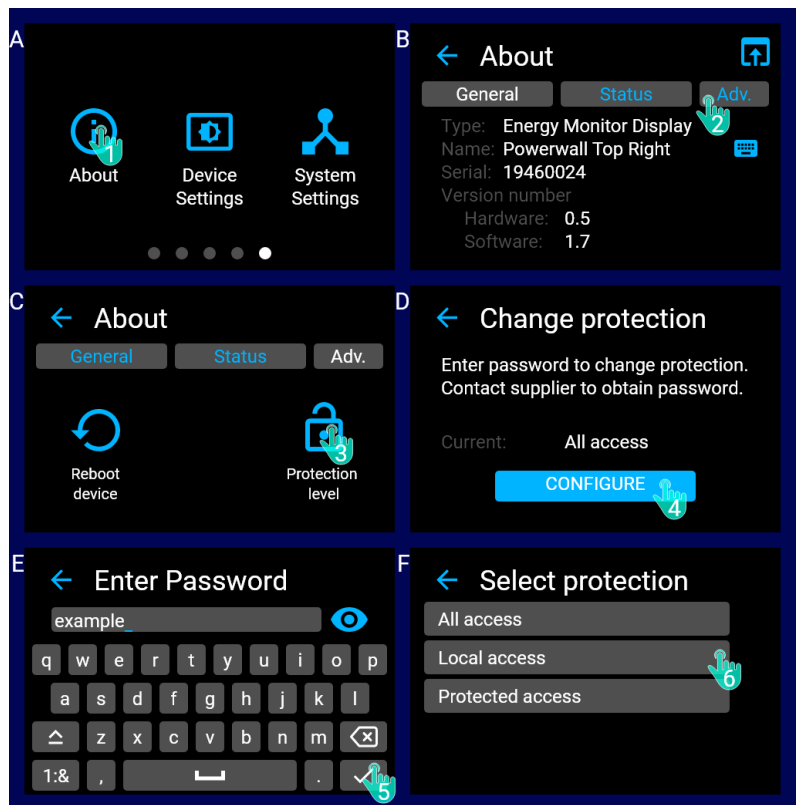 A
1
About
Device
Settings
System
Settings
B
About
General Status Adv.
2
Type: Energy Monitor Display
Name: Powerwall Top Right
Serial: 19460024
Version number
Hardware: 0.5
Software: 1.7
C
About
General Status Adv.
3
Reboot
device
Protection
level
D
Change protection
Enter password to change protection.
Contact supplier to obtain password.
Current: All access
CONFIGURE
4
E
Enter Password
example_
q w e r t y u i o p
a s d f g h j k l
z x c v b n m
1:& , .
5
F
Select protection
All access
Local access
6
Protected access